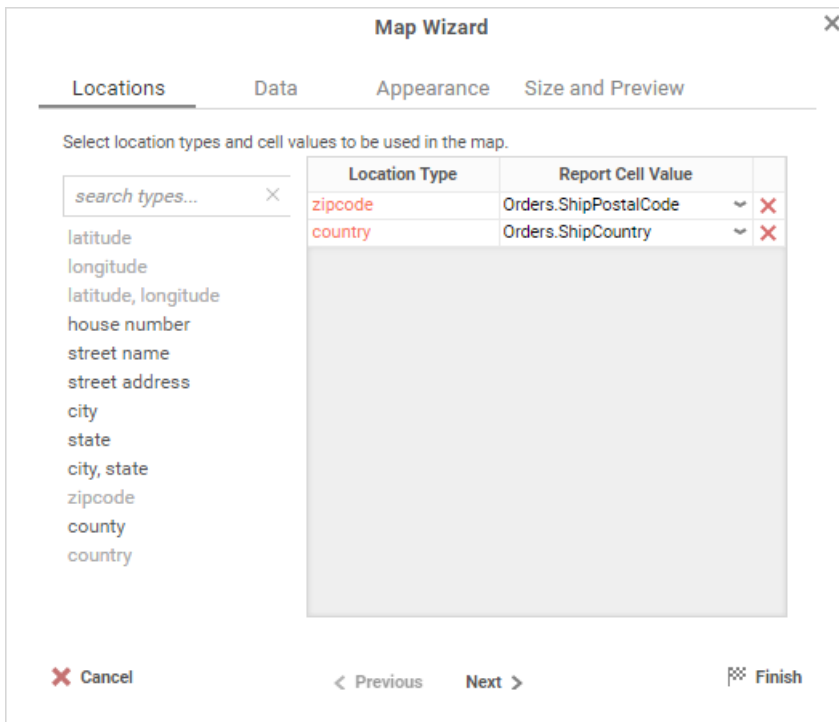 Map Wizard
Locations Data Appearance Size and Preview
Select location types and cell values to be used in the map.
search types...
latitude
longitude
latitude, longitude
house number
street name
street address
city
state
city, state
zipcode
county
country
Location Type Report Cell Value
zipcode Orders.ShipPostalCode
country Orders.ShipCountry
Cancel Previous Next Finish